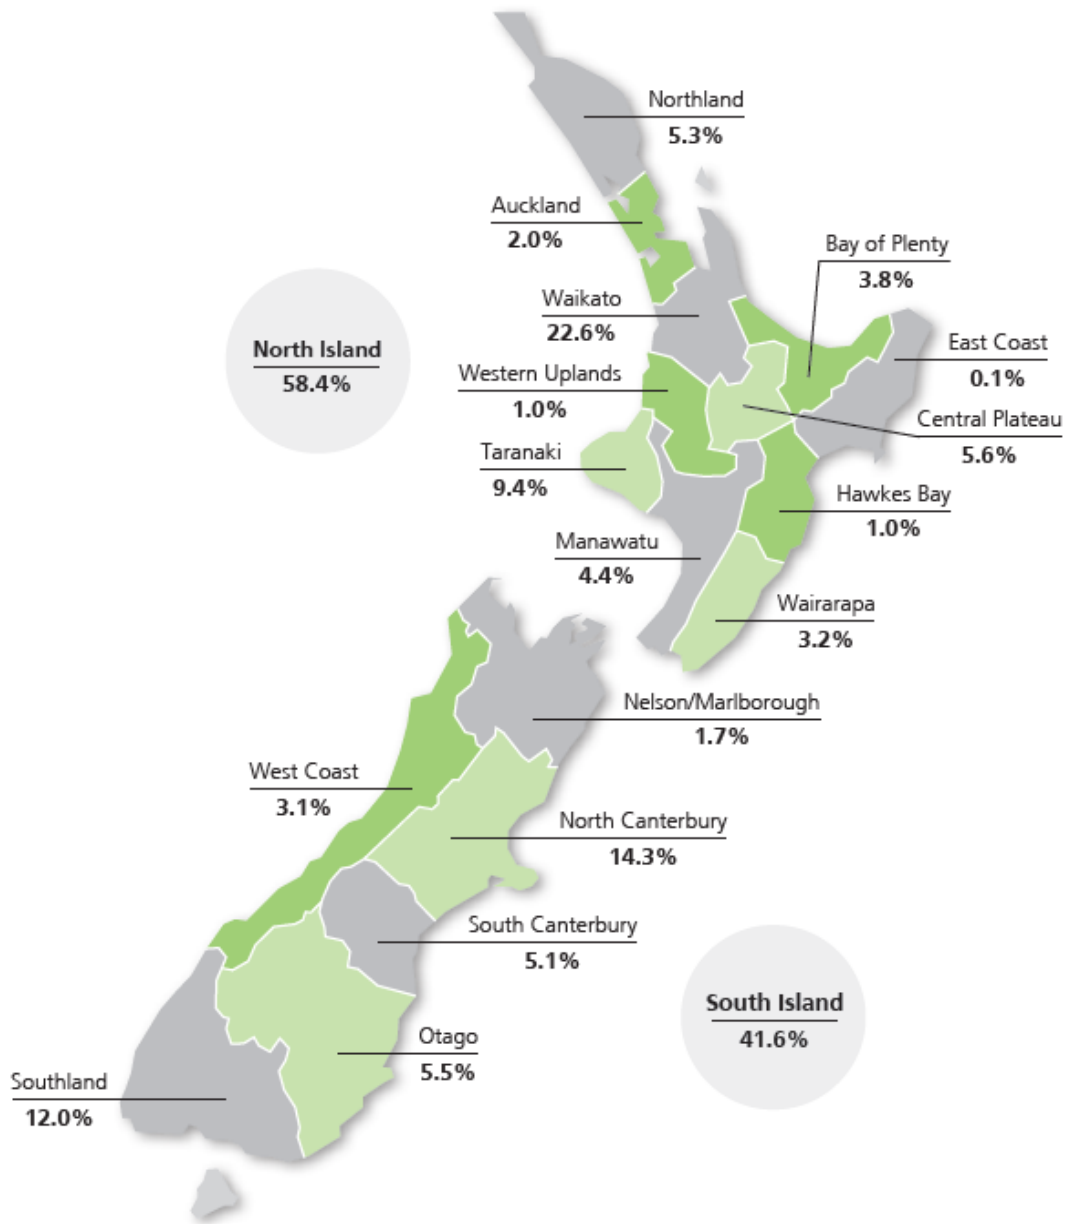 Northland
5.3%
Auckland
2.0%
Bay of Plenty
3.8%
Waikato
22.6%
East Coast
0.1%
North Island
58.4%
Western Uplands
1.0%
Central Plateau
5.6%
Taranaki
9.4%
Hawkes Bay
1.0%
Manawatu
4.4%
Wairarapa
3.2%
Nelson/Marlborough
1.7%
West Coast
3.1%
North Canterbury
14.3%
South Canterbury
5.1%
South Island
41.6%
Otago
5.5%
Southland
12.0%